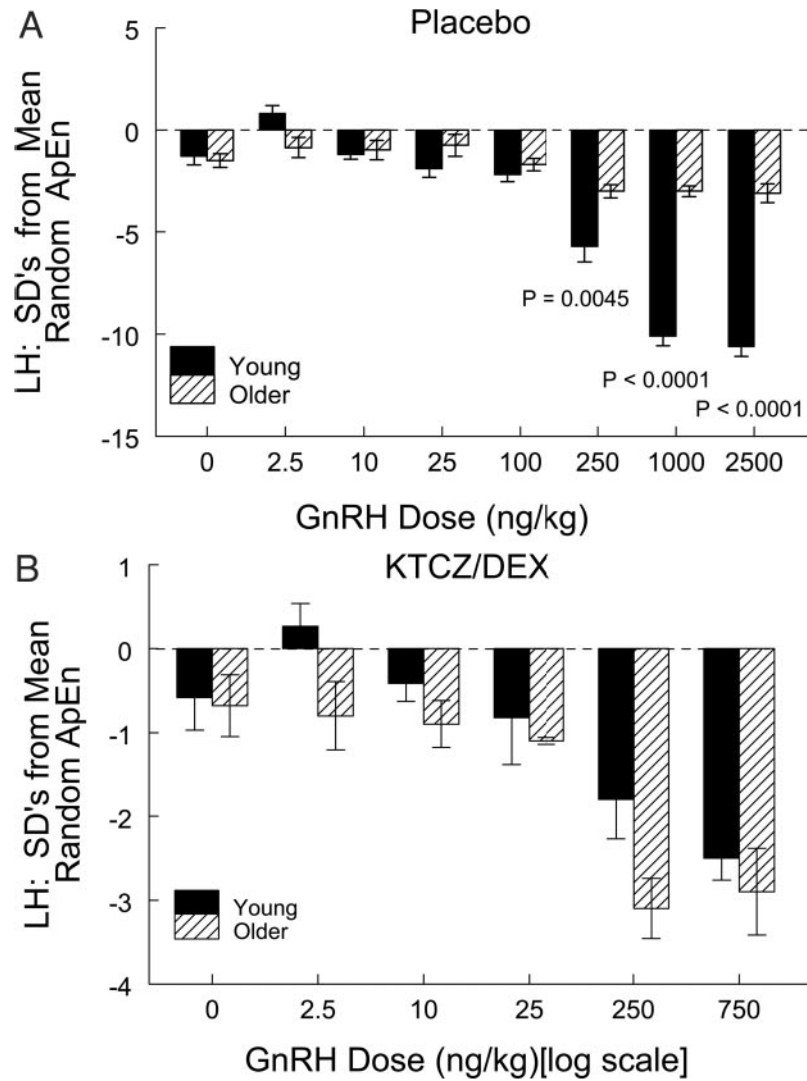 A
Placebo
5
0
-5
-10
-15
LH: SD's from Mean
Random ApEn
P = 0.0045
P < 0.0001
P < 0.0001
Young
Older
0 2.5 10 25 100 250 1000 2500
GnRH Dose (ng/kg)
B
KTCZ/DEX
1
0
-1
-2
-3
-4
LH: SD's from Mean
Random ApEn
Young
Older
0 2.5 10 25 250 750
GnRH Dose (ng/kg)[log scale]